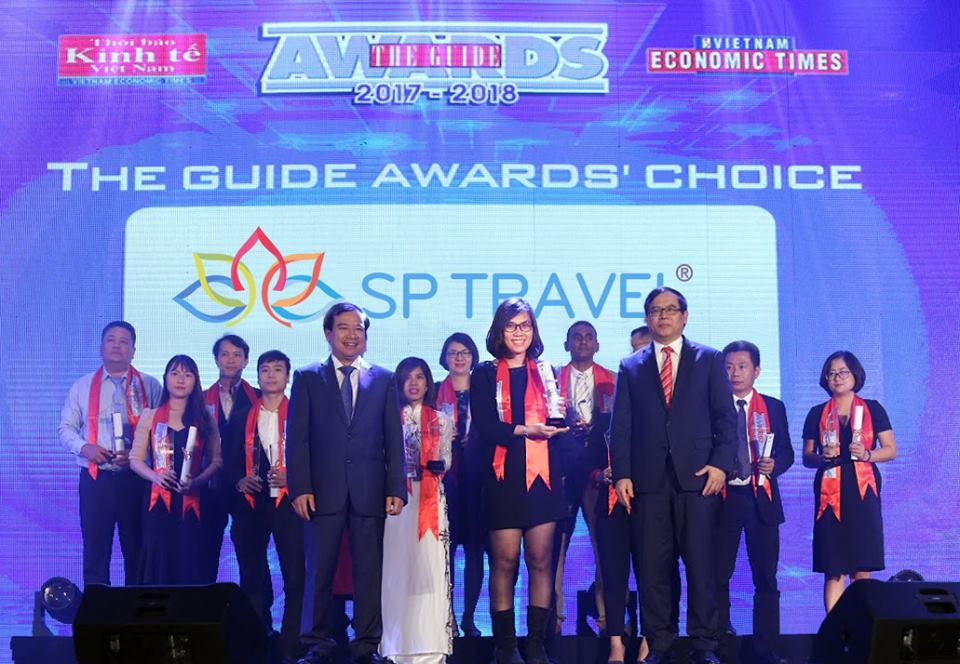 Thời báo
Kinh tế
Việt Nam
VIETNAM ECONOMIC TIMES
AWARDS
THE GUIDE
2017 - 2018
VIETNAM
ECONOMIC TIMES
THE GUIDE AWARDS' CHOICE
SP TRAVEL®